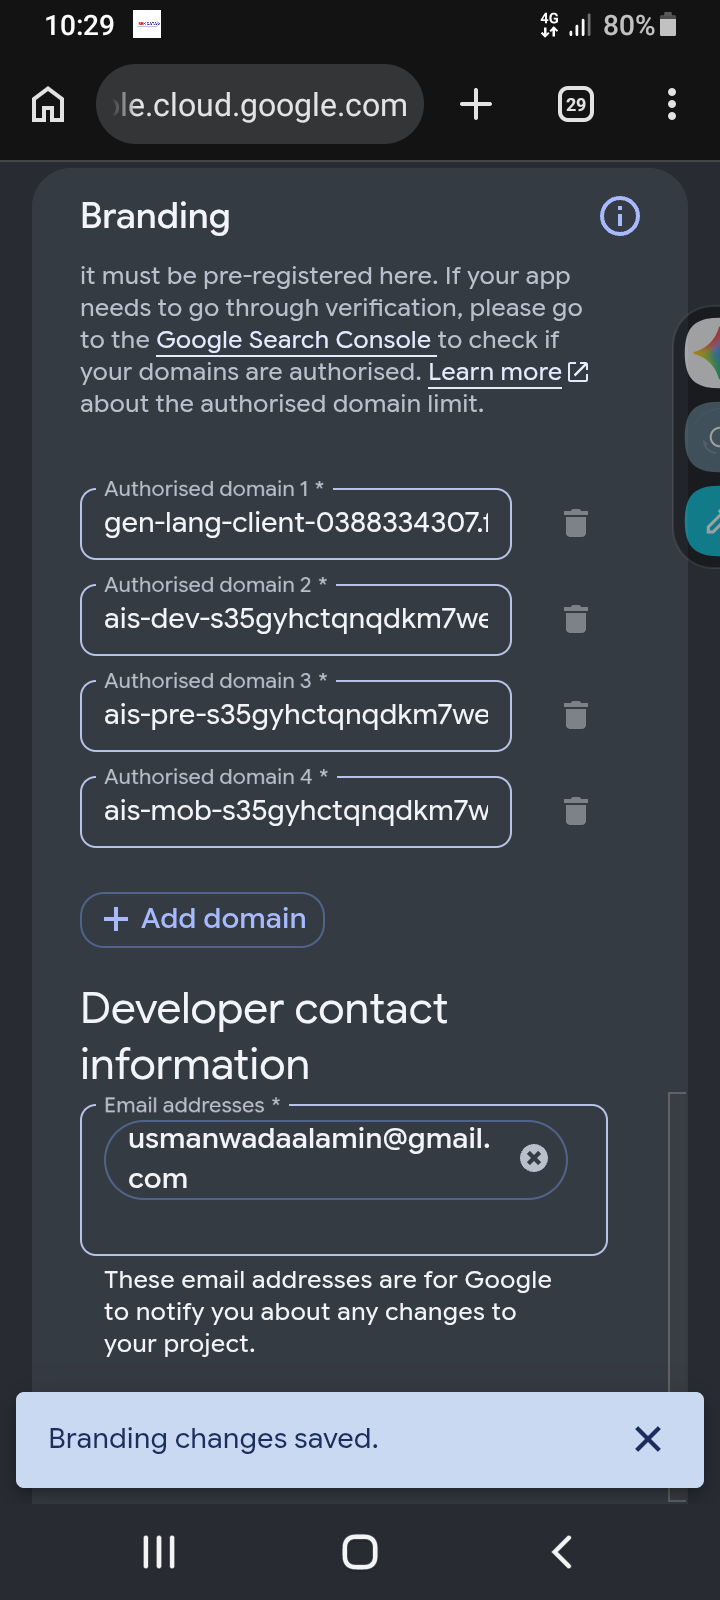 10:29
4G
80%
le.cloud.google.com
29
Branding
it must be pre-registered here. If your app
needs to go through verification, please go
to the Google Search Console to check if
your domains are authorised. Learn more
about the authorised domain limit.
Authorised domain 1 *
gen-lang-client-0388334307.f
Authorised domain 2 *
ais-dev-s35gyhctqnqdkm7we
Authorised domain 3 *
ais-pre-s35gyhctqnqdkm7we
Authorised domain 4 *
ais-mob-s35gyhctqnqdkm7w
+ Add domain
Developer contact
information
Email addresses *
usmanwadaalamin@gmail.
com
These email addresses are for Google
to notify you about any changes to
your project.
Branding changes saved.